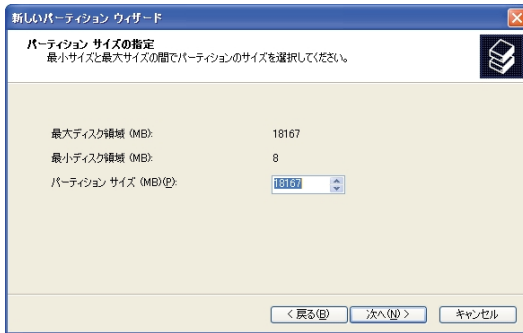 新しいパーティション ウィザード
パーティション サイズの指定
最小サイズと最大サイズの間でパーティションのサイズを選択してください。
最大ディスク領域 (MB): 18167
最小ディスク領域 (MB): 8
パーティション サイズ (MB)(P): 18167
< 戻る(B) 次へ(N) > キャンセル